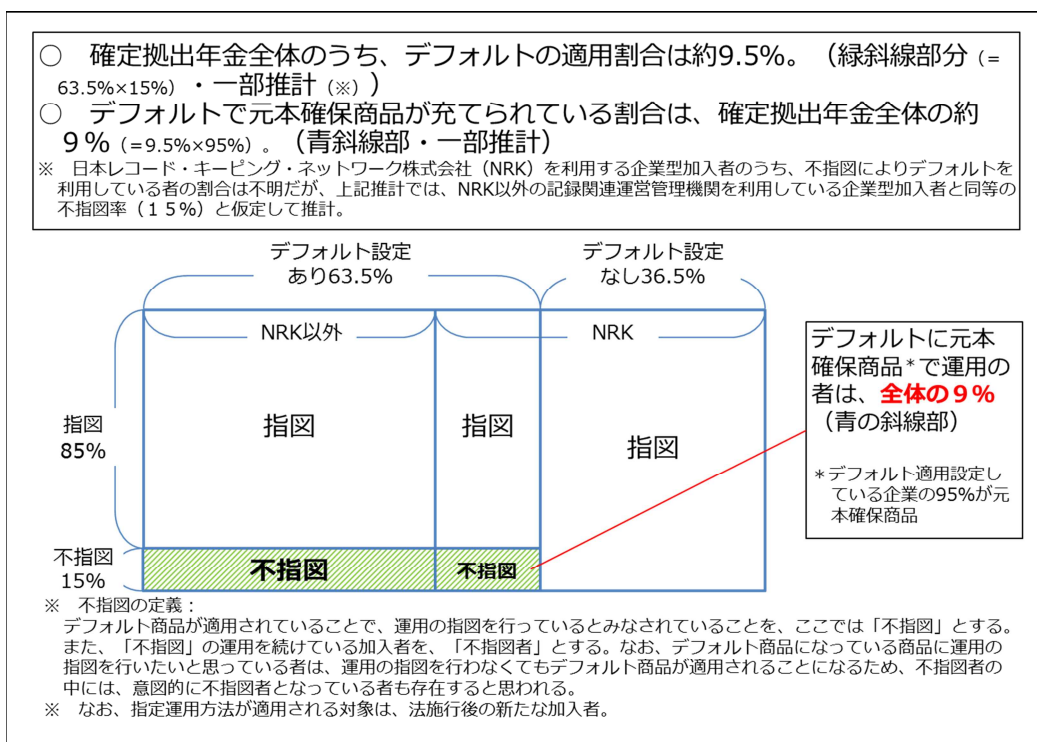 ○　確定拠出年金全体のうち、デフォルトの適用割合は約9.5%。（緑斜線部分（=
63.5%×15%）・一部推計（※））
○　デフォルトで元本確保商品が充てられている割合は、確定拠出年金全体の約
９%（=9.5%×95%）。（青斜線部・一部推計）
※　日本レコード・キーピング・ネットワーク株式会社（NRK）を利用する企業型加入者のうち、不指図によりデフォルトを
利用している者の割合は不明だが、上記推計では、NRK以外の記録関連運営管理機関を利用している企業型加入者と同等の
不指図率（１５%）と仮定して推計。
デフォルト設定
あり63.5%
デフォルト設定
なし36.5%
NRK以外
NRK
指図
85%
指図
指図
指図
不指図
15%
不指図
不指図
デフォルトに元本
確保商品＊で運用の
者は、全体の９%
（青の斜線部）
＊デフォルト適用設定し
ている企業の95%が元
本確保商品
※　不指図の定義：
デフォルト商品が適用されていることで、運用の指図を行っているとみなされていることを、ここでは「不指図」とする。
また、「不指図」の運用を続けている加入者を、「不指図者」とする。なお、デフォルト商品になっている商品に運用の
指図を行いたいと思っている者は、運用の指図を行わなくてもデフォルト商品が適用されることになるため、不指図者の
中には、意図的に不指図者となっている者も存在すると思われる。
※　なお、指定運用方法が適用される対象は、法施行後の新たな加入者。